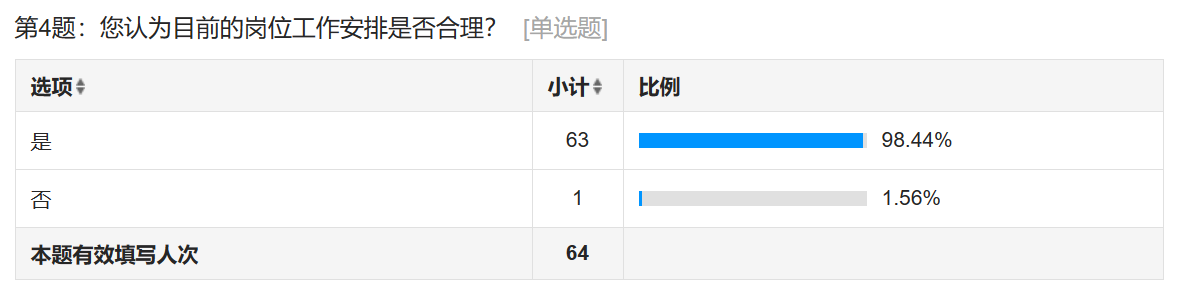 第4题：您认为目前的岗位工作安排是否合理？ [单选题]
选项 小计 比例
是 63 98.44%
否 1 1.56%
本题有效填写人次 64